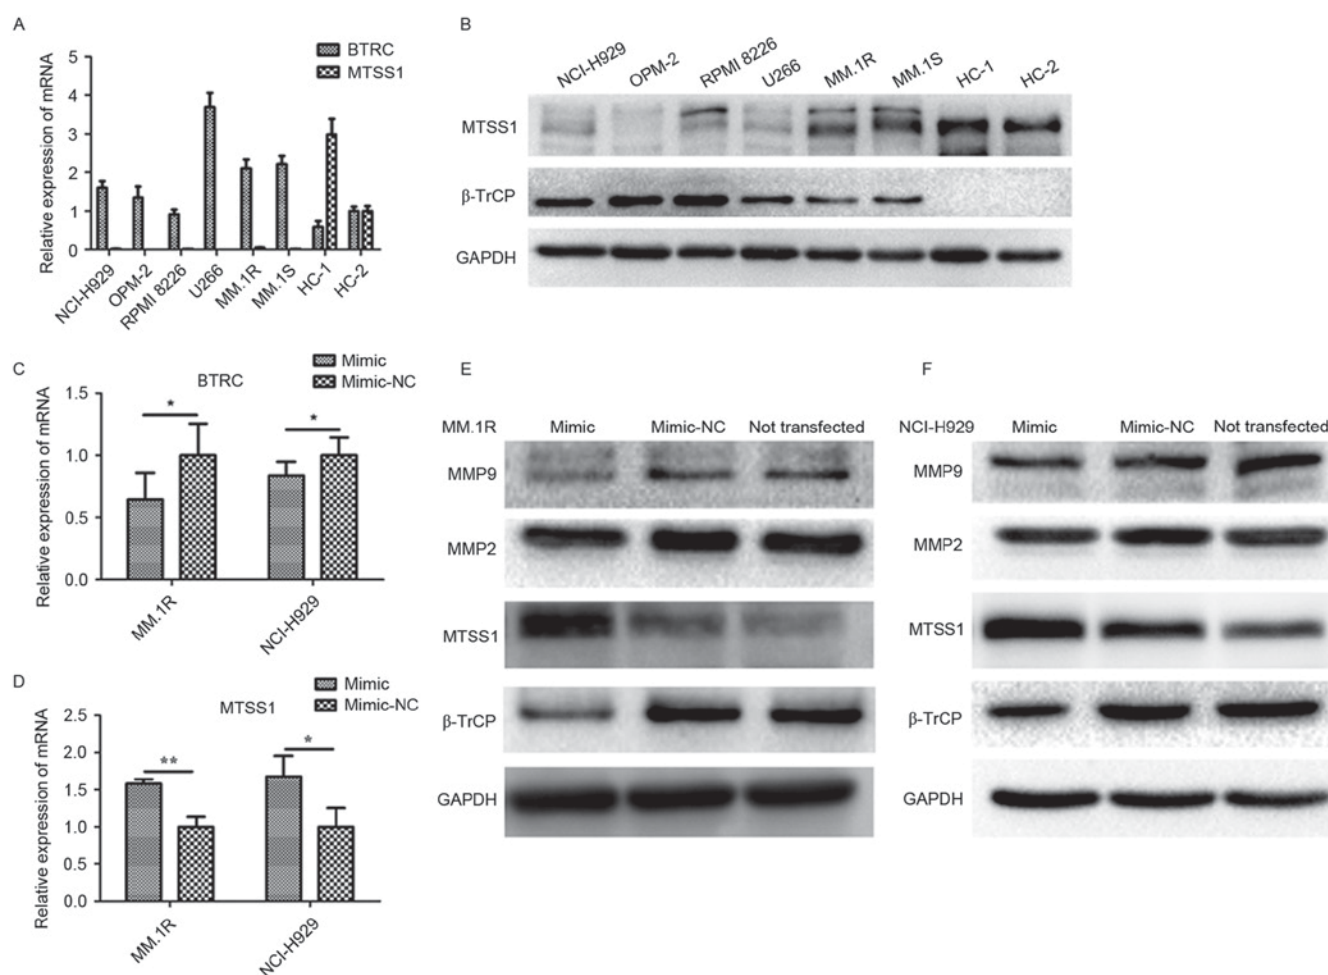 A
BTRC
MTSS1
Relative expression of mRNA
5
4
3
2
1
0
NCI-H929
OPM-2
RPMI 8226
U266
MM.1R
MM.1S
HC-1
HC-2
B
NCI-H929
OPM-2
RPMI 8226
U266
MM.1R
MM.1S
HC-1
HC-2
MTSS1
β-TrCP
GAPDH
C
Mimic
Mimic-NC
BTRC
Relative expression of mRNA
1.5
1.0
0.5
0.0
*
*
MM.1R
NCI-H929
D
Mimic
Mimic-NC
MTSS1
Relative expression of mRNA
2.5
2.0
1.5
1.0
0.5
0.0
**
*
MM.1R
NCI-H929
E
MM.1R Mimic Mimic-NC Not transfected
MMP9
MMP2
MTSS1
β-TrCP
GAPDH
F
NCI-H929 Mimic Mimic-NC Not transfected
MMP9
MMP2
MTSS1
β-TrCP
GAPDH